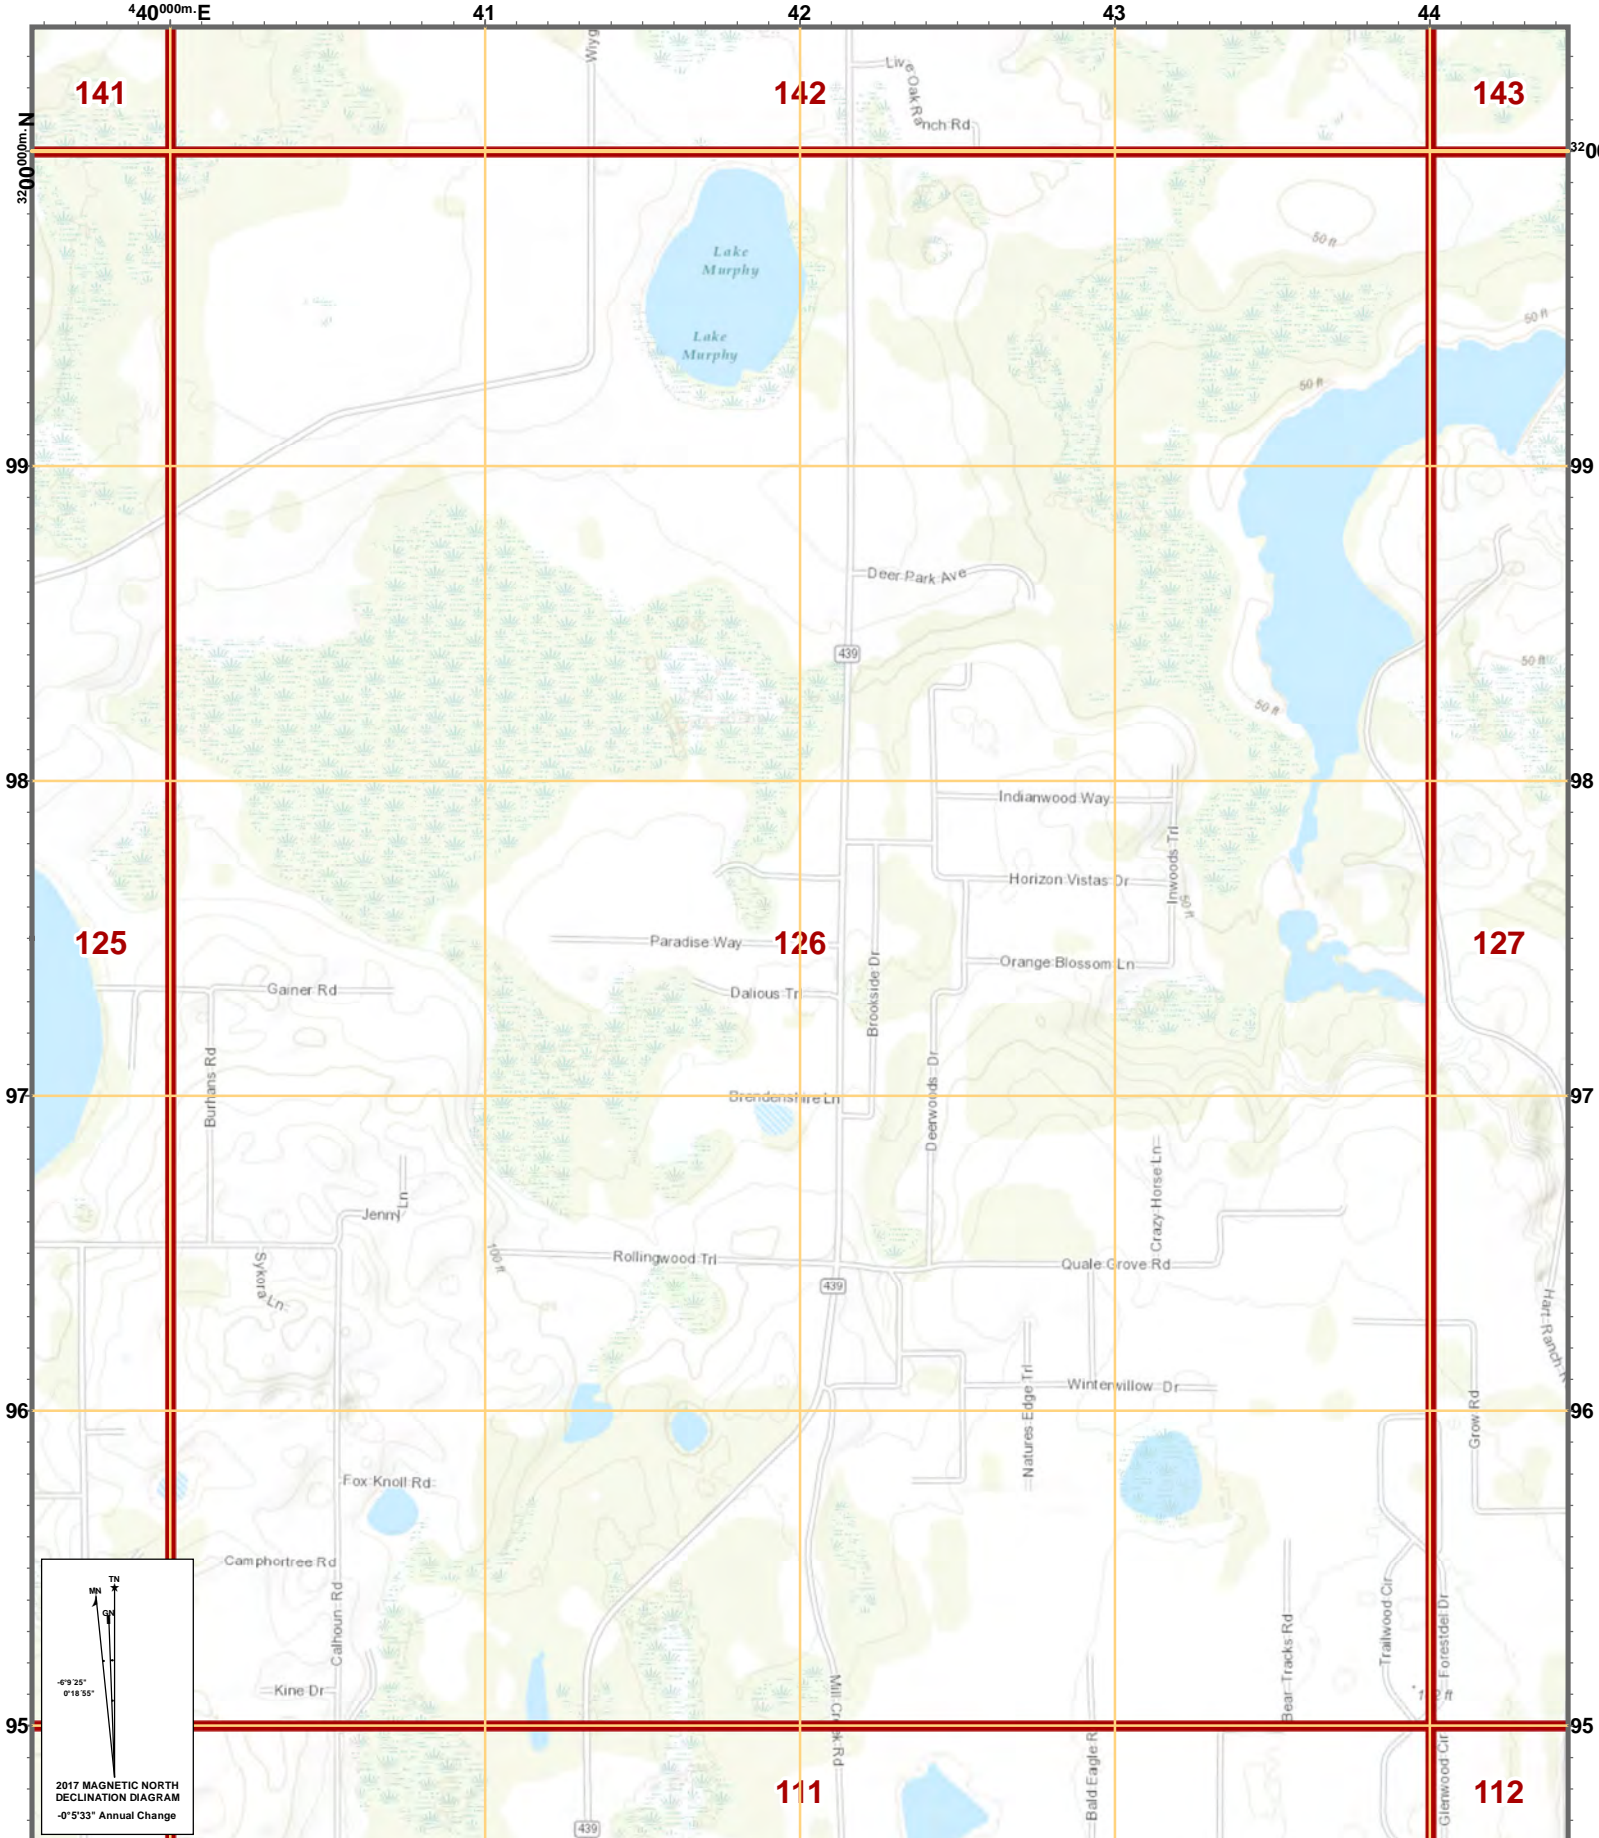 440000m.E
41
42
43
44
141
142
143
3200000m.N
Wiyg
Live Oak Ranch Rd
50 ft
Lake
Murphy
Lake
Murphy
50 ft
50 ft
99
99
Deer Park Ave
439
50 ft
50 ft
98
98
Indianwood Way
Inwoods Trl
Horizon Vistas Dr
50 ft
125
Paradise Way
126
127
Brookside Dr
Orange Blossom Ln
Gainer Rd
Dalious Trl
Burhans Rd
Deerwoods Dr
97
97
Brendenshire Ln
Crazy Horse Ln
Jenny Ln
100 ft
Rollingwood Trl
Quale Grove Rd
Sykora Ln
439
Hart Ranch R
Natures Edge Trl
Winterwillow Dr
96
96
Grow Rd
Fox Knoll Rd
Camphortree Rd
Calhoun Rd
Trailwood Cir
Forestdel Dr
Bear Tracks Rd
Kine Dr
Mill Creek Rd
95
95
Bald Eagle R
Glenwood Cir
111
112
439
TN
MN
GN
-6°9'25"
0°18'55"
2017 MAGNETIC NORTH
DECLINATION DIAGRAM
-0°5'33" Annual Change